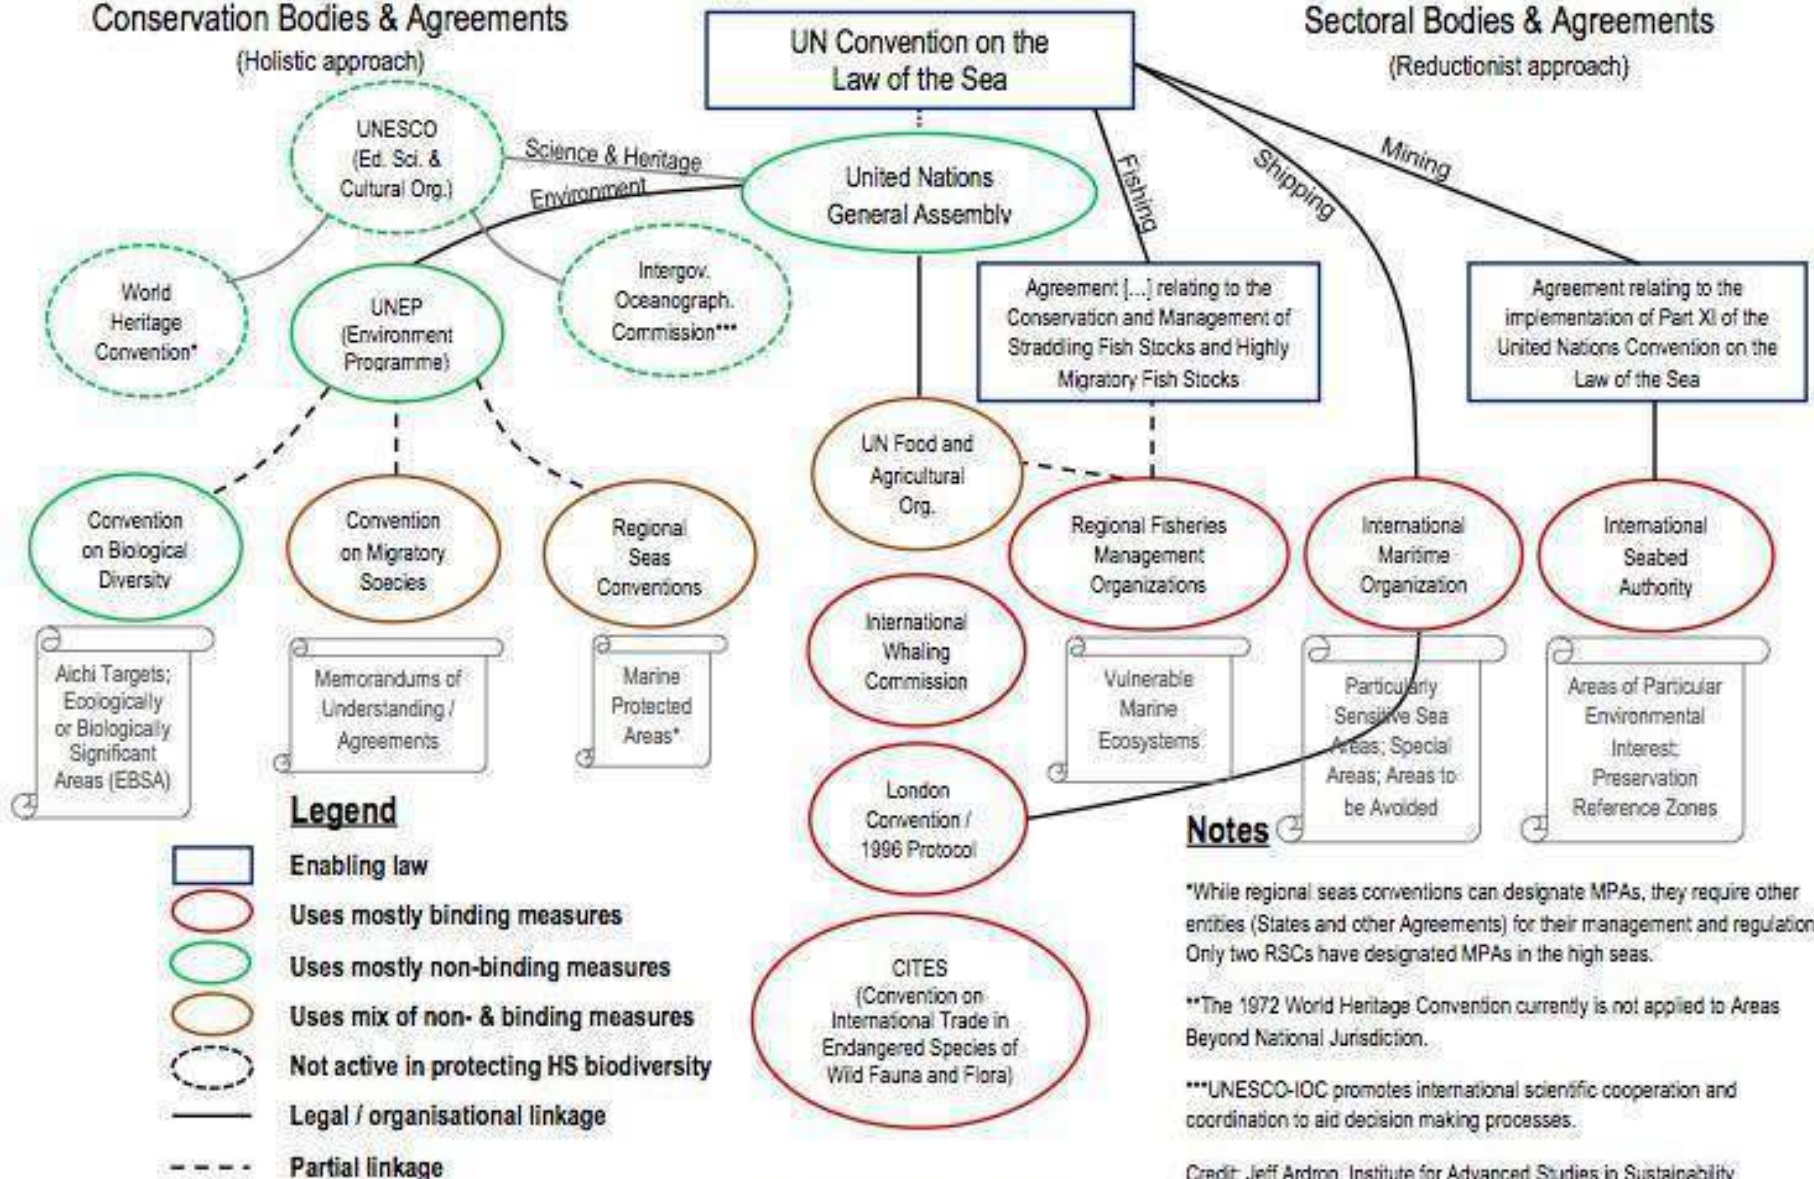 Conservation Bodies & Agreements
(Holistic approach)
UN Convention on the
Law of the Sea
Sectoral Bodies & Agreements
(Reductionist approach)
UNESCO
(Ed. Sci. &
Cultural Org.)
Science & Heritage
Environment
United Nations
General Assembly
Fishing
Shipping
Mining
World
Heritage
Convention*
UNEP
(Environment
Programme)
Intergov.
Oceanograph.
Commission***
Agreement [...] relating to the
Conservation and Management of
Straddling Fish Stocks and Highly
Migratory Fish Stocks
Agreement relating to the
implementation of Part XI of the
United Nations Convention on the
Law of the Sea
Convention
on Biological
Diversity
Convention
on Migratory
Species
Regional
Seas
Conventions
UN Food and
Agricultural
Org.
Regional Fisheries
Management
Organizations
International
Maritime
Organization
International
Seabed
Authority
International
Whaling
Commission
Aichi Targets;
Ecologically
or Biologically
Significant
Areas (EBSA)
Memorandums of
Understanding /
Agreements
Marine
Protected
Areas*
Vulnerable
Marine
Ecosystems
Particularly
Sensitive Sea
Areas; Special
Areas; Areas to
be Avoided
Areas of Particular
Environmental
Interest;
Preservation
Reference Zones
London
Convention /
1996 Protocol
CITES
(Convention on
International Trade in
Endangered Species of
Wild Fauna and Flora)
Legend
Enabling law
Uses mostly binding measures
Uses mostly non-binding measures
Uses mix of non- & binding measures
Not active in protecting HS biodiversity
Legal / organisational linkage
Partial linkage
Notes
*While regional seas conventions can designate MPAs, they require other
entities (States and other Agreements) for their management and regulation
Only two RSCs have designated MPAs in the high seas.
**The 1972 World Heritage Convention currently is not applied to Areas
Beyond National Jurisdiction.
***UNESCO-IOC promotes international scientific cooperation and
coordination to aid decision making processes.
Credit: Jeff Ardron, Institute for Advanced Studies in Sustainability